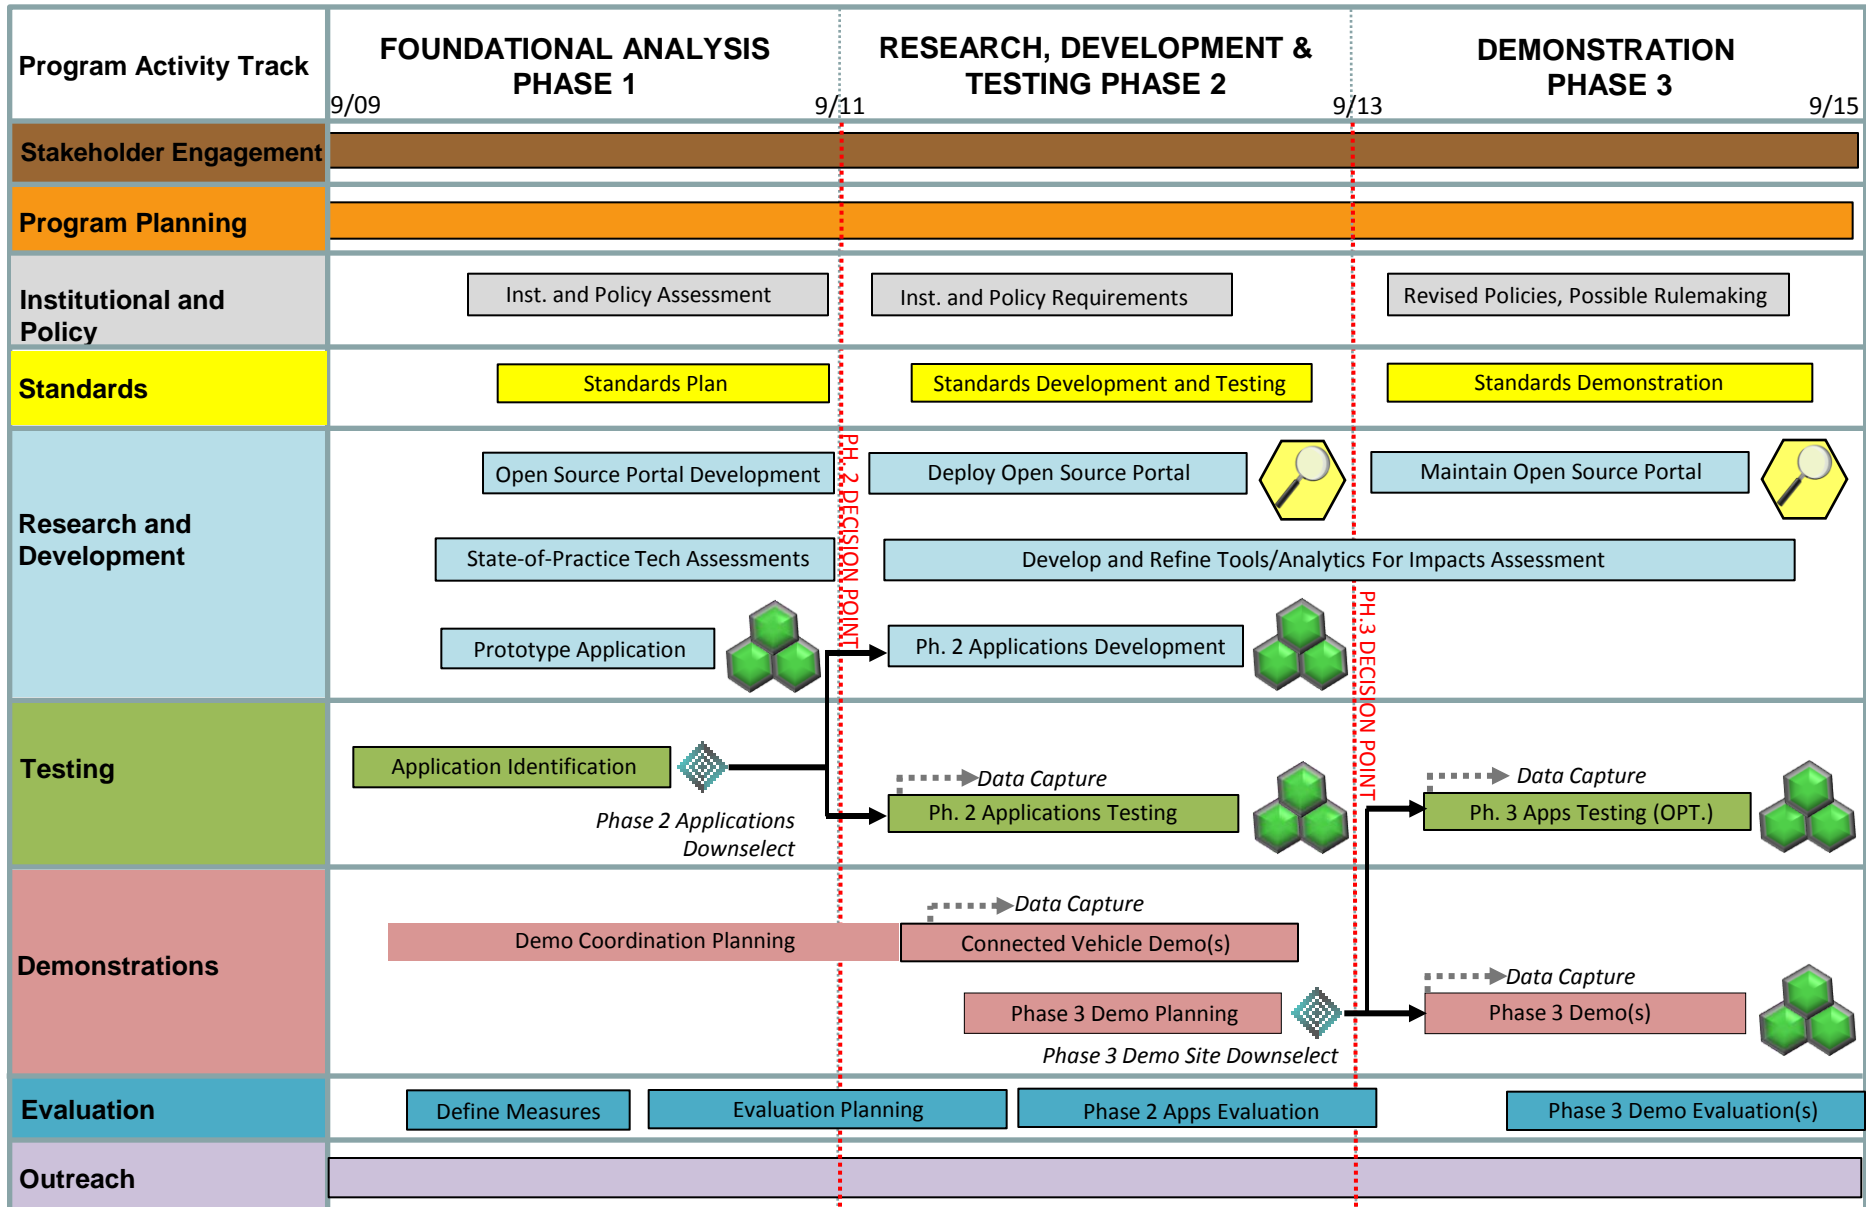 Program Activity Track
FOUNDATIONAL ANALYSIS
PHASE 1
RESEARCH, DEVELOPMENT &
TESTING PHASE 2
DEMONSTRATION
PHASE 3
9/09
9/11
9/13
9/15
Stakeholder Engagement
Program Planning
Institutional and
Policy
Inst. and Policy Assessment
Inst. and Policy Requirements
Revised Policies, Possible Rulemaking
Standards
Standards Plan
Standards Development and Testing
Standards Demonstration
Research and
Development
Open Source Portal Development
Deploy Open Source Portal
Maintain Open Source Portal
State-of-Practice Tech Assessments
Develop and Refine Tools/Analytics For Impacts Assessment
Prototype Application
Ph. 2 Applications Development
PH. 2 DECISION POINT
PH.3 DECISION POINT
Testing
Application Identification
Phase 2 Applications
Downselect
Data Capture
Ph. 2 Applications Testing
Data Capture
Ph. 3 Apps Testing (OPT.)
Demonstrations
Demo Coordination Planning
Data Capture
Connected Vehicle Demo(s)
Phase 3 Demo Planning
Phase 3 Demo Site Downselect
Data Capture
Phase 3 Demo(s)
Evaluation
Define Measures
Evaluation Planning
Phase 2 Apps Evaluation
Phase 3 Demo Evaluation(s)
Outreach